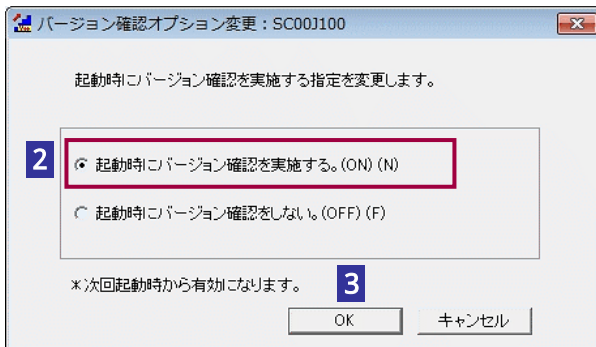 バージョン確認オプション変更：SC00J100
起動時にバージョン確認を実施する指定を変更します。
2
起動時にバージョン確認を実施する。(ON)(N)
起動時にバージョン確認をしない。(OFF)(F)
*次回起動時から有効になります。
3
OK
キャンセル